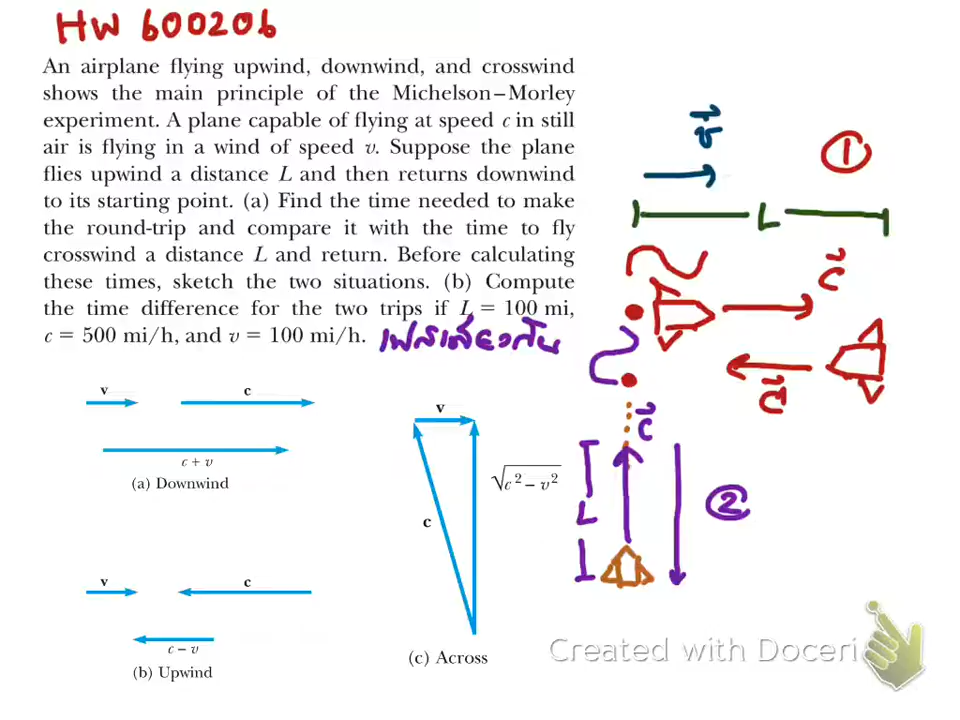 HW 600206
An airplane flying upwind, downwind, and crosswind
shows the main principle of the Michelson–Morley
experiment. A plane capable of flying at speed c in still
air is flying in a wind of speed v. Suppose the plane
flies upwind a distance L and then returns downwind
to its starting point. (a) Find the time needed to make
the round-trip and compare it with the time to fly
crosswind a distance L and return. Before calculating
these times, sketch the two situations. (b) Compute
the time difference for the two trips if L = 100 mi,
c = 500 mi/h, and v = 100 mi/h.
v c
c + v
(a) Downwind
v c
c − v
(b) Upwind
v
c
√c² − v²
(c) Across
v⃗
①
L
c⃗
c⃗
c⃗
L
②
Created with Doceri